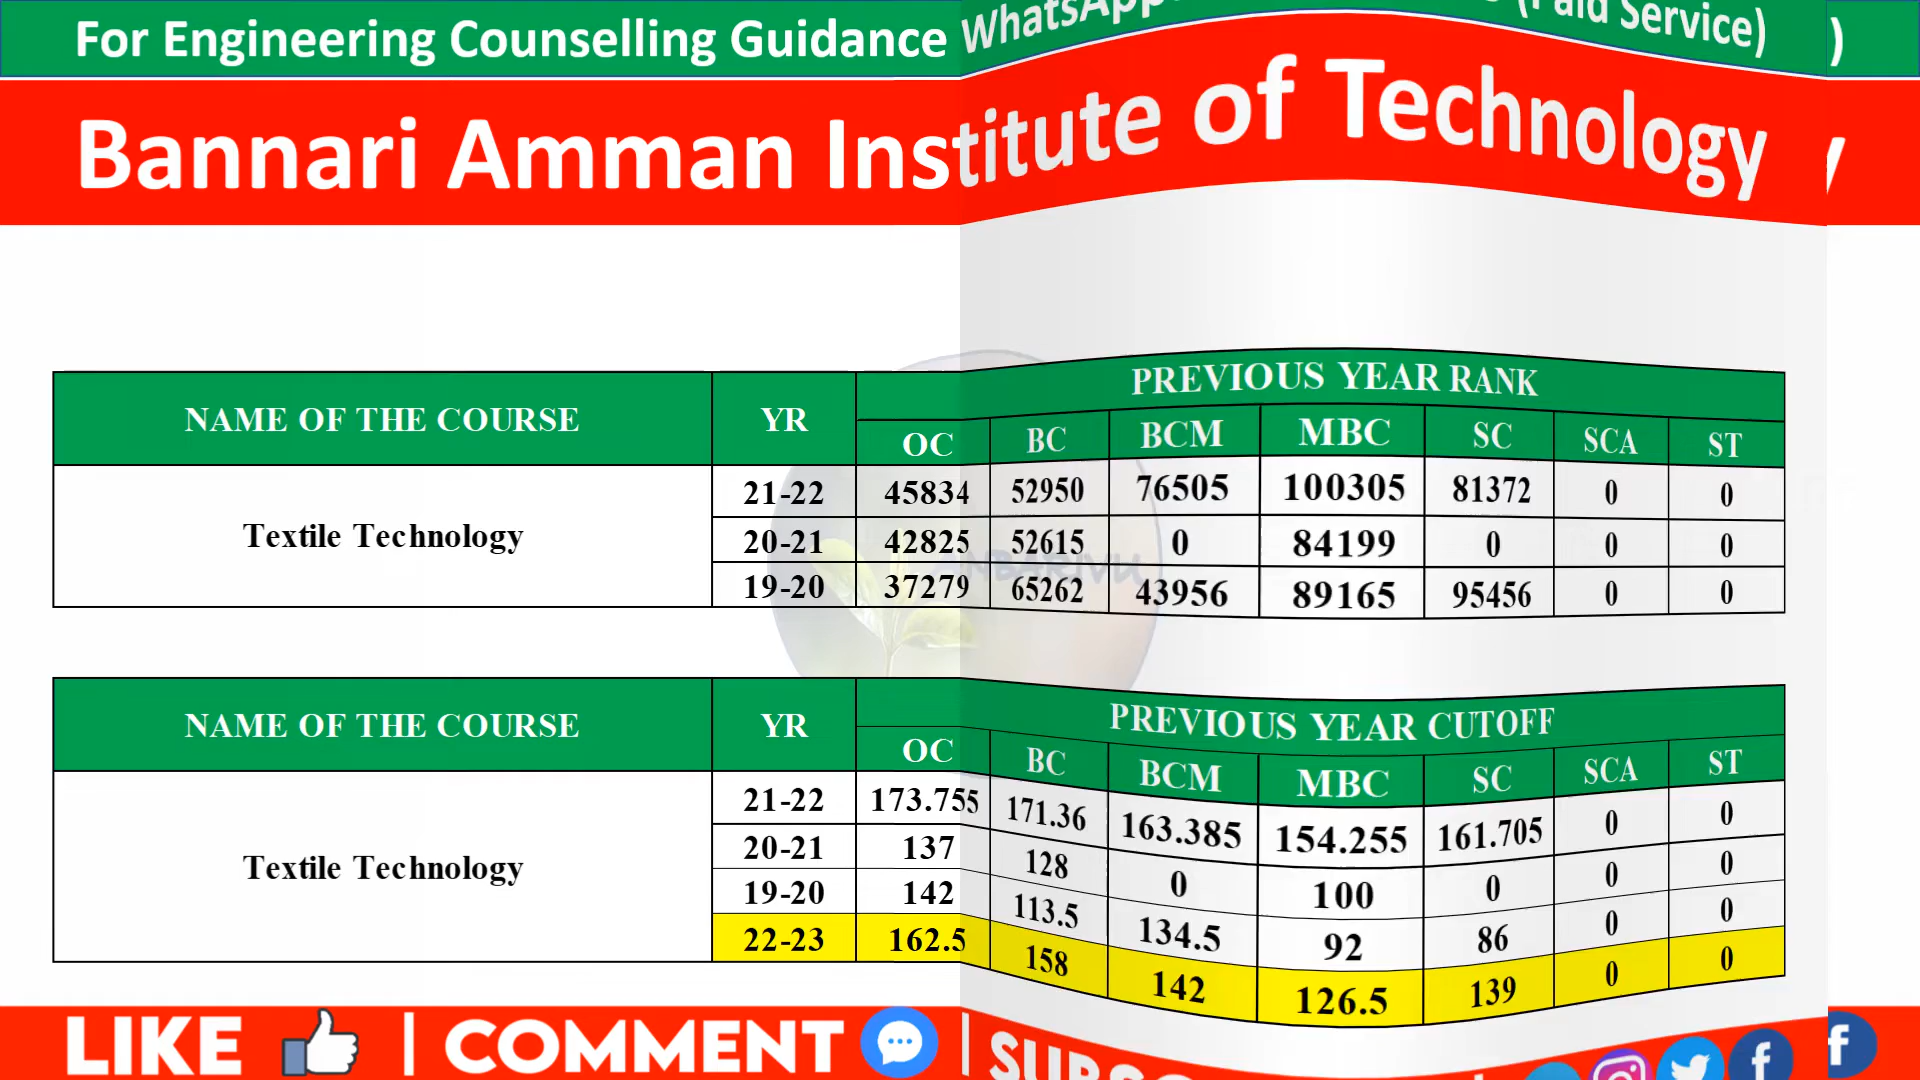 For Engineering Counselling Guidance WhatsApp (Paid Service) )
Bannari Amman Institute of Technology y
NAME OF THE COURSE YR PREVIOUS YEAR RANK
OC BC BCM MBC SC SCA ST
Textile Technology
21-22 45834 52950 76505 100305 81372 0 0
20-21 42825 52615 0 84199 0 0 0
19-20 37279 65262 43956 89165 95456 0 0
ANBARIVU
NAME OF THE COURSE YR PREVIOUS YEAR CUTOFF
OC BC BCM MBC SC SCA ST
Textile Technology
21-22 173.755 171.36 163.385 154.255 161.705 0 0
20-21 137 128 0 100 0 0 0
19-20 142 113.5 134.5 92 86 0 0
22-23 162.5 158 142 126.5 139 0 0
LIKE | COMMENT |